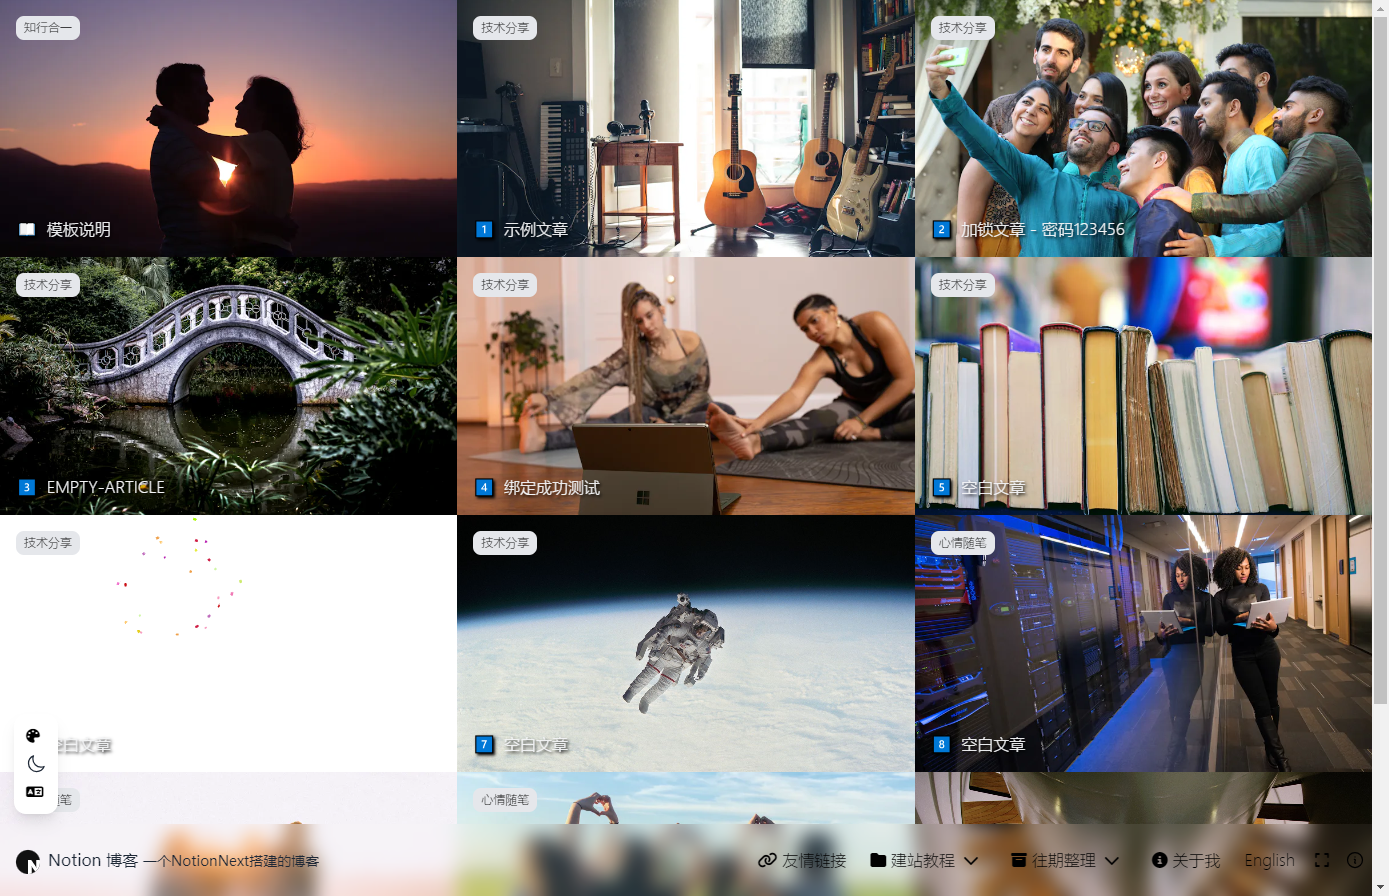 知行合一
技术分享
技术分享
📖 模板说明
1 示例文章
2 加锁文章 - 密码123456
技术分享
技术分享
技术分享
3 EMPTY-ARTICLE
4 绑定成功测试
5 空白文章
技术分享
技术分享
心情随笔
空白文章
7 空白文章
8 空白文章
笔
心情随笔
Notion 博客 一个NotionNext搭建的博客
友情链接 建站教程 往期整理 关于我 English